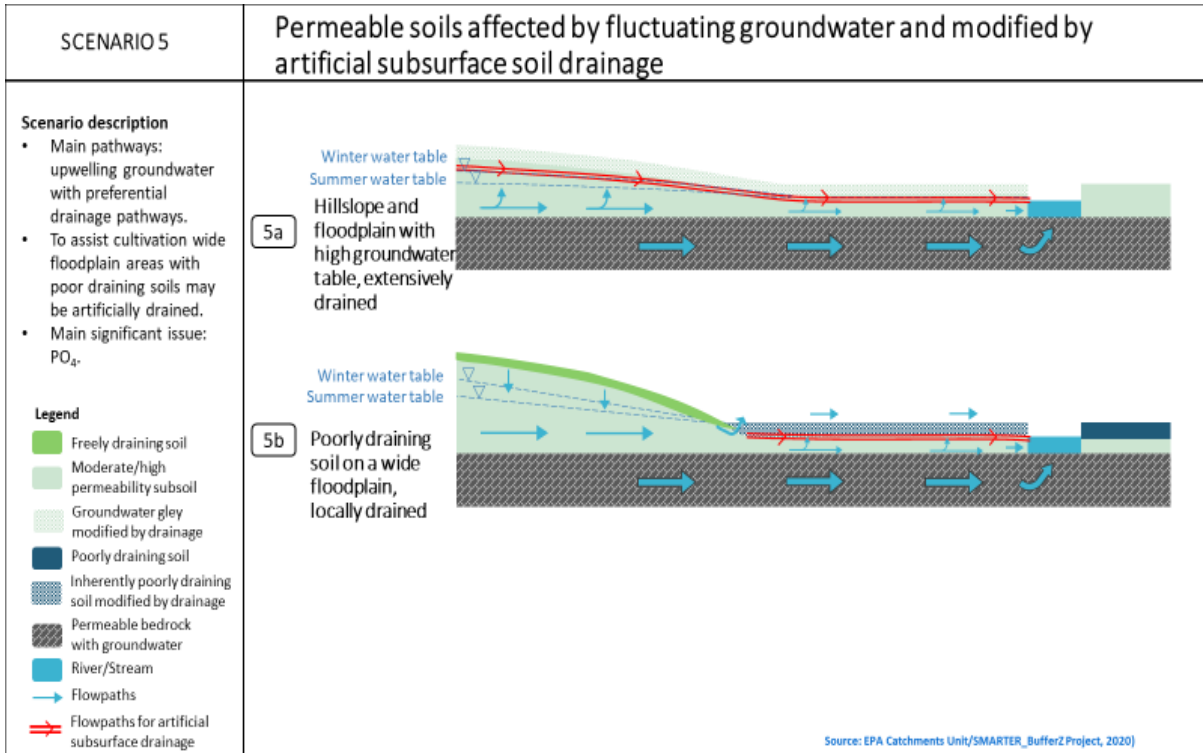 SCENARIO 5
Permeable soils affected by fluctuating groundwater and modified by
artificial subsurface soil drainage
Scenario description
• Main pathways:
upwelling groundwater
with preferential
drainage pathways.
• To assist cultivation wide
floodplain areas with
poor draining soils may
be artificially drained.
• Main significant issue:
PO₄.
Legend
Freely draining soil
Moderate/high
permeability subsoil
Groundwater gley
modified by drainage
Poorly draining soil
Inherently poorly draining
soil modified by drainage
Permeable bedrock
with groundwater
River/Stream
Flowpaths
Flowpaths for artificial
subsurface drainage
Winter water table
Summer water table
5a
Hillslope and
floodplain with
high groundwater
table, extensively
drained
Winter water table
Summer water table
5b
Poorly draining
soil on a wide
floodplain,
locally drained
Source: EPA Catchments Unit/SMARTER_BufferZ Project, 2020)